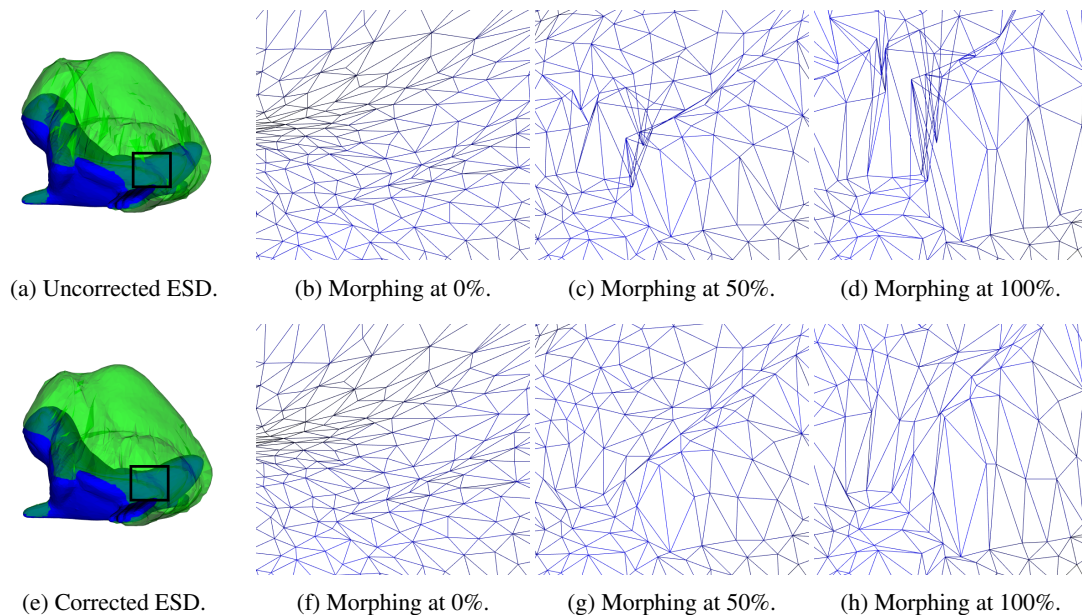 (a) Uncorrected ESD.
(b) Morphing at 0%.
(c) Morphing at 50%.
(d) Morphing at 100%.
(e) Corrected ESD.
(f) Morphing at 0%.
(g) Morphing at 50%.
(h) Morphing at 100%.